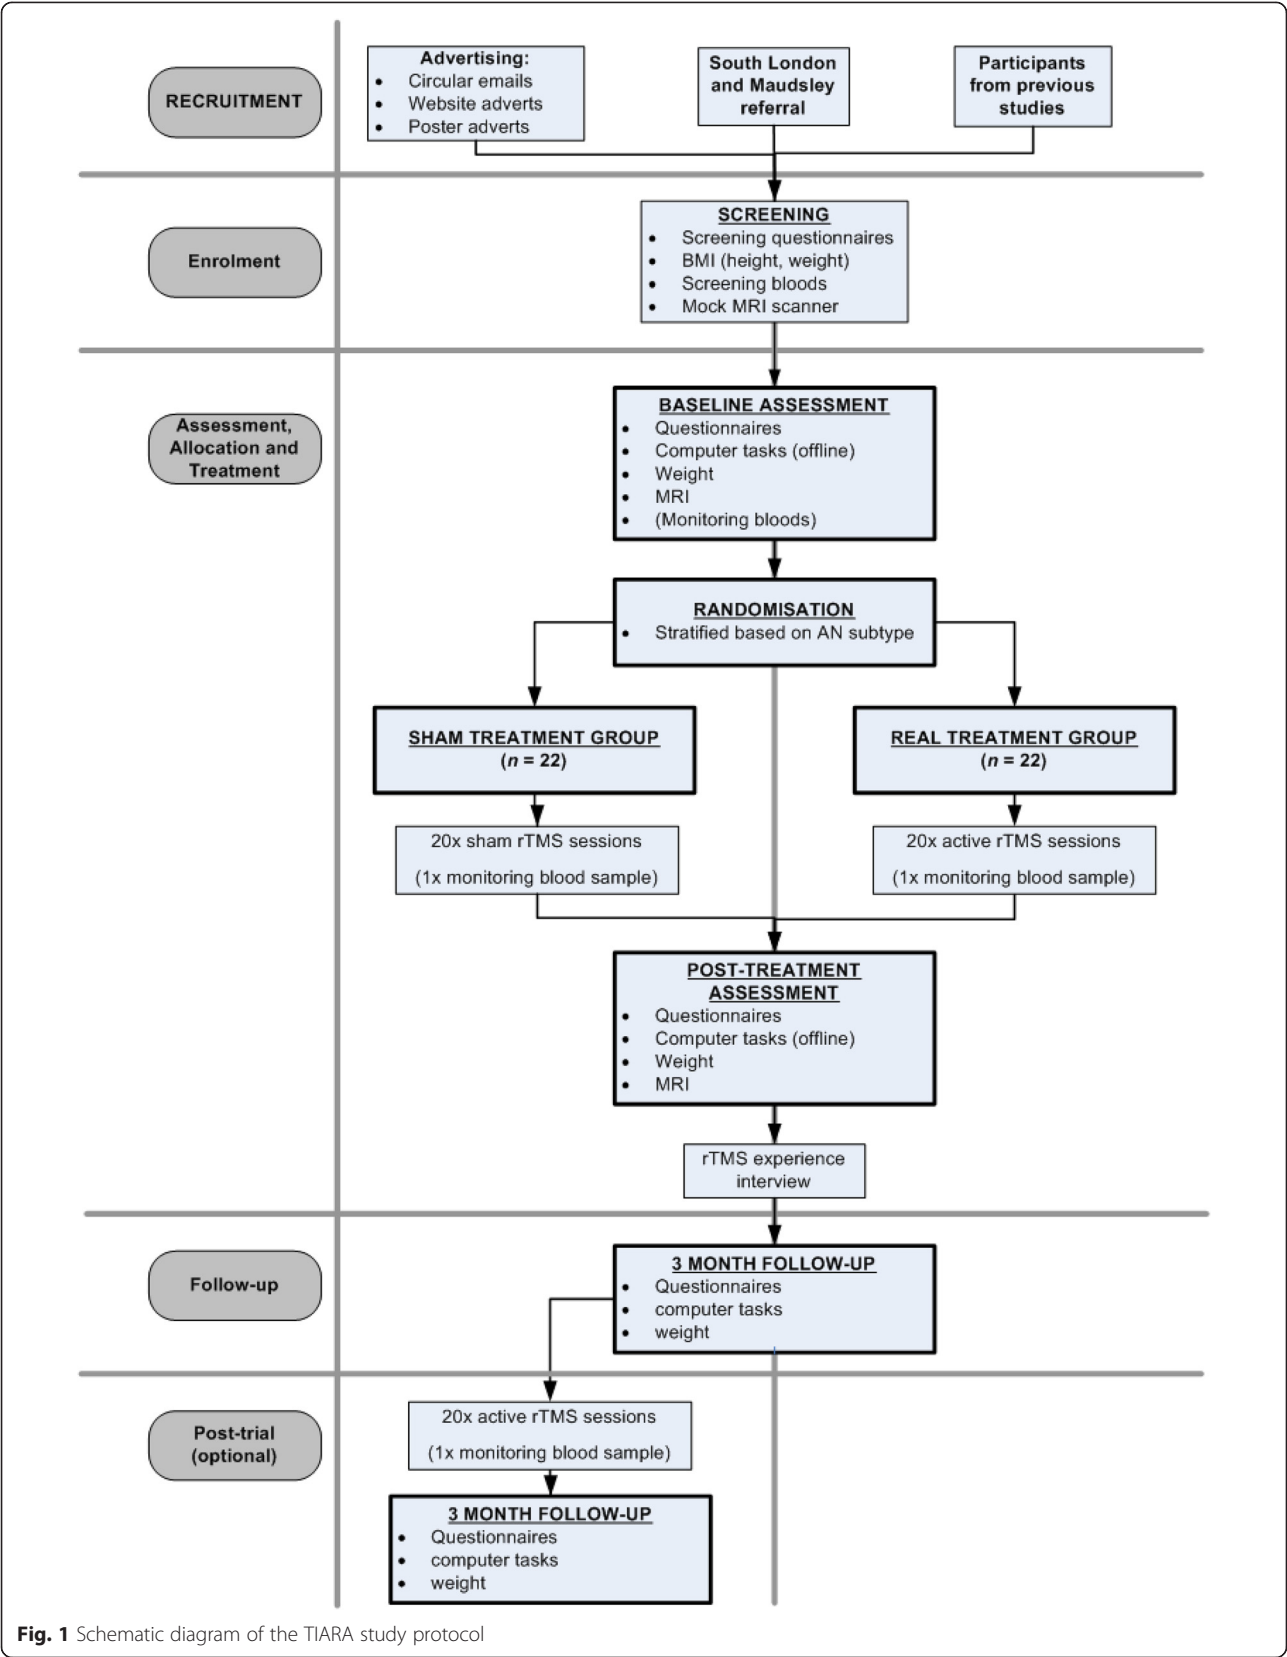 RECRUITMENT
Advertising:
• Circular emails
• Website adverts
• Poster adverts
South London
and Maudsley
referral
Participants
from previous
studies
Enrolment
SCREENING
• Screening questionnaires
• BMI (height, weight)
• Screening bloods
• Mock MRI scanner
Assessment,
Allocation and
Treatment
BASELINE ASSESSMENT
• Questionnaires
• Computer tasks (offline)
• Weight
• MRI
• (Monitoring bloods)
RANDOMISATION
• Stratified based on AN subtype
SHAM TREATMENT GROUP
(n = 22)
REAL TREATMENT GROUP
(n = 22)
20x sham rTMS sessions
(1x monitoring blood sample)
20x active rTMS sessions
(1x monitoring blood sample)
POST-TREATMENT
ASSESSMENT
• Questionnaires
• Computer tasks (offline)
• Weight
• MRI
rTMS experience
interview
Follow-up
3 MONTH FOLLOW-UP
• Questionnaires
• computer tasks
• weight
Post-trial
(optional)
20x active rTMS sessions
(1x monitoring blood sample)
3 MONTH FOLLOW-UP
• Questionnaires
• computer tasks
• weight
Fig. 1 Schematic diagram of the TIARA study protocol